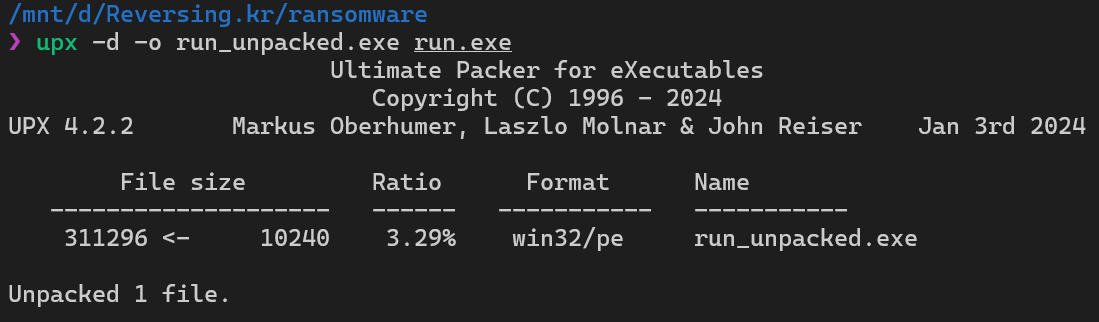 /mnt/d/Reversing.kr/ransomware
❯ upx -d -o run_unpacked.exe run.exe
Ultimate Packer for eXecutables
Copyright (C) 1996 - 2024
UPX 4.2.2 Markus Oberhumer, Laszlo Molnar & John Reiser Jan 3rd 2024
File size Ratio Format Name
-------------------- ------ ----------- -----------
311296 <- 10240 3.29% win32/pe run_unpacked.exe
Unpacked 1 file.